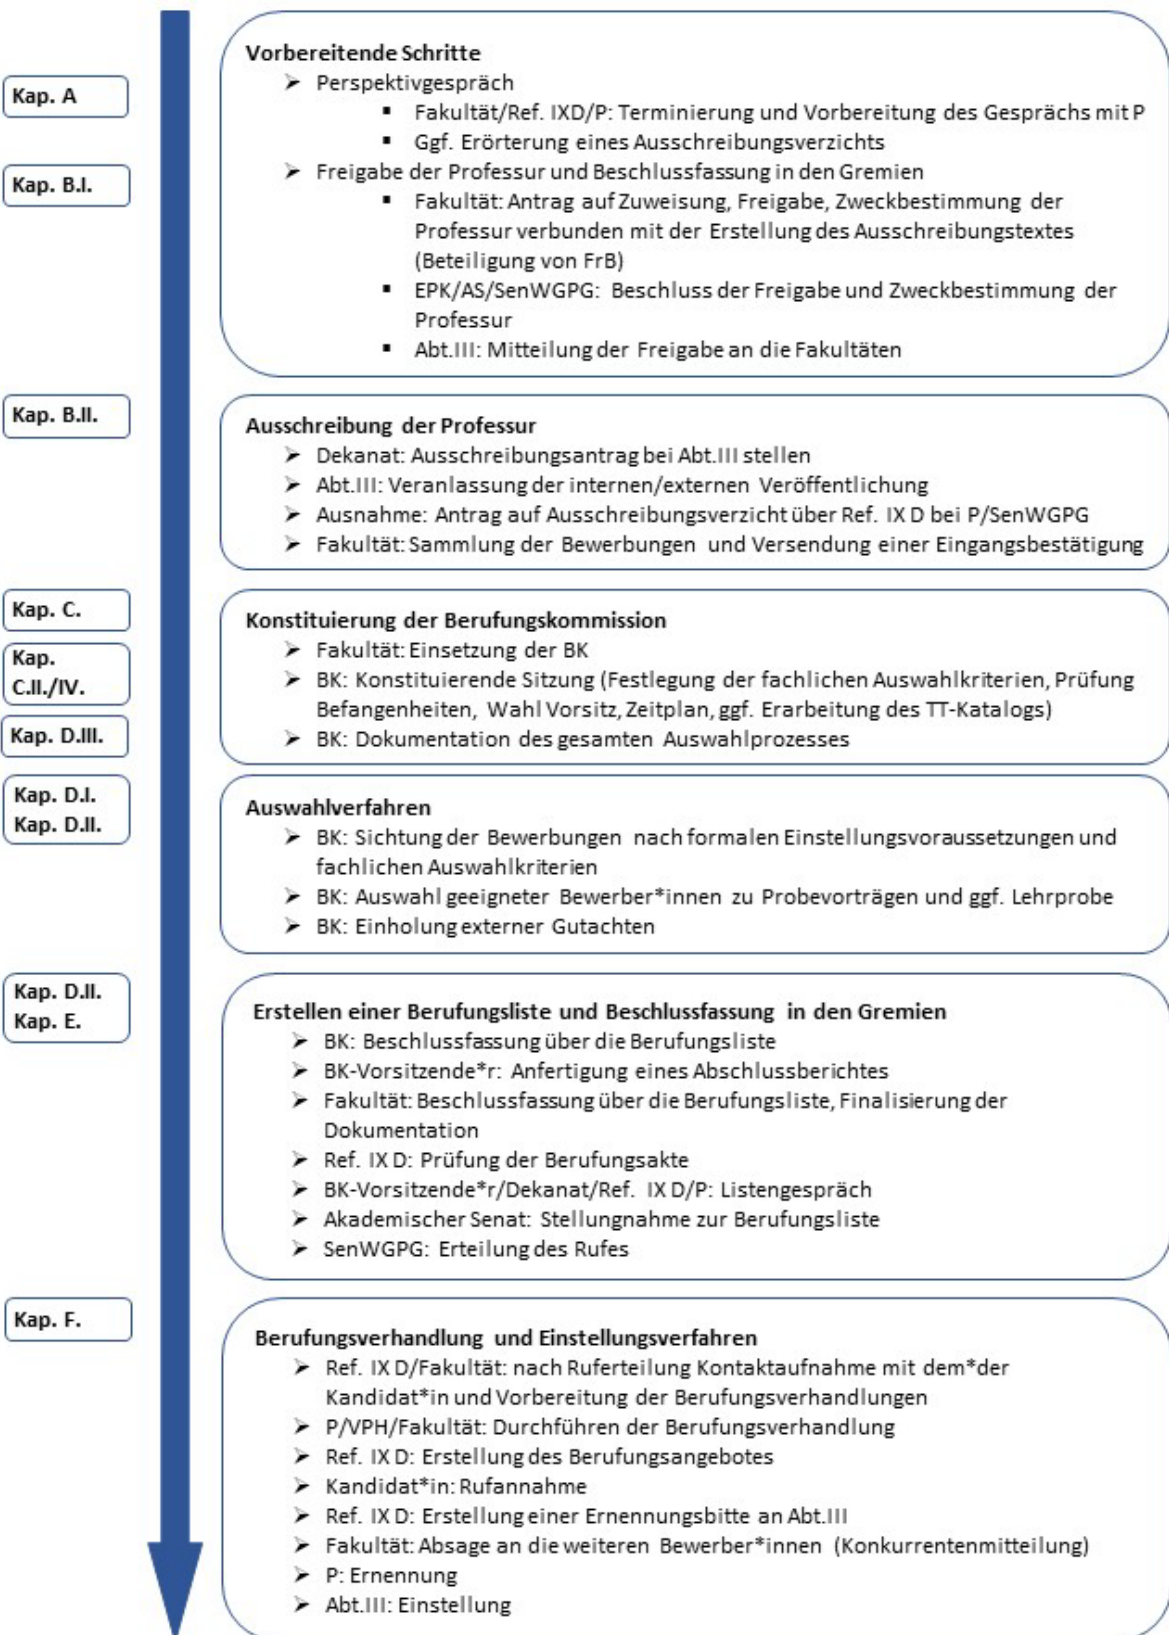 Vorbereitende Schritte
➢ Perspektivgespräch
Kap. A
▪ Fakultät/Ref. IXD/P: Terminierung und Vorbereitung des Gesprächs mit P
▪ Ggf. Erörterung eines Ausschreibungsverzichts
Kap. B.I.
➢ Freigabe der Professur und Beschlussfassung in den Gremien
▪ Fakultät: Antrag auf Zuweisung, Freigabe, Zweckbestimmung der
Professur verbunden mit der Erstellung des Ausschreibungstextes
(Beteiligung von FrB)
▪ EPK/AS/SenWGPG: Beschluss der Freigabe und Zweckbestimmung der
Professur
▪ Abt.III: Mitteilung der Freigabe an die Fakultäten
Kap. B.II.
Ausschreibung der Professur
➢ Dekanat: Ausschreibungsantrag bei Abt.III stellen
➢ Abt.III: Veranlassung der internen/externen Veröffentlichung
➢ Ausnahme: Antrag auf Ausschreibungsverzicht über Ref. IX D bei P/SenWGPG
➢ Fakultät: Sammlung der Bewerbungen und Versendung einer Eingangsbestätigung
Kap. C.
Konstituierung der Berufungskommission
➢ Fakultät: Einsetzung der BK
Kap.
C.II./IV.
➢ BK: Konstituierende Sitzung (Festlegung der fachlichen Auswahlkriterien, Prüfung
Befangenheiten, Wahl Vorsitz, Zeitplan, ggf. Erarbeitung des TT-Katalogs)
Kap. D.III.
➢ BK: Dokumentation des gesamten Auswahlprozesses
Kap. D.I.
Kap. D.II.
Auswahlverfahren
➢ BK: Sichtung der Bewerbungen nach formalen Einstellungsvoraussetzungen und
fachlichen Auswahlkriterien
➢ BK: Auswahl geeigneter Bewerber*innen zu Probevorträgen und ggf. Lehrprobe
➢ BK: Einholung externer Gutachten
Kap. D.II.
Kap. E.
Erstellen einer Berufungsliste und Beschlussfassung in den Gremien
➢ BK: Beschlussfassung über die Berufungsliste
➢ BK-Vorsitzende*r: Anfertigung eines Abschlussberichtes
➢ Fakultät: Beschlussfassung über die Berufungsliste, Finalisierung der
Dokumentation
➢ Ref. IX D: Prüfung der Berufungsakte
➢ BK-Vorsitzende*r/Dekanat/Ref. IX D/P: Listengespräch
➢ Akademischer Senat: Stellungnahme zur Berufungsliste
➢ SenWGPG: Erteilung des Rufes
Kap. F.
Berufungsverhandlung und Einstellungsverfahren
➢ Ref. IX D/Fakultät: nach Ruferteilung Kontaktaufnahme mit dem*der
Kandidat*in und Vorbereitung der Berufungsverhandlungen
➢ P/VPH/Fakultät: Durchführen der Berufungsverhandlung
➢ Ref. IX D: Erstellung des Berufungsangebotes
➢ Kandidat*in: Rufannahme
➢ Ref. IX D: Erstellung einer Ernennungsbitte an Abt.III
➢ Fakultät: Absage an die weiteren Bewerber*innen (Konkurrentenmitteilung)
➢ P: Ernennung
➢ Abt.III: Einstellung